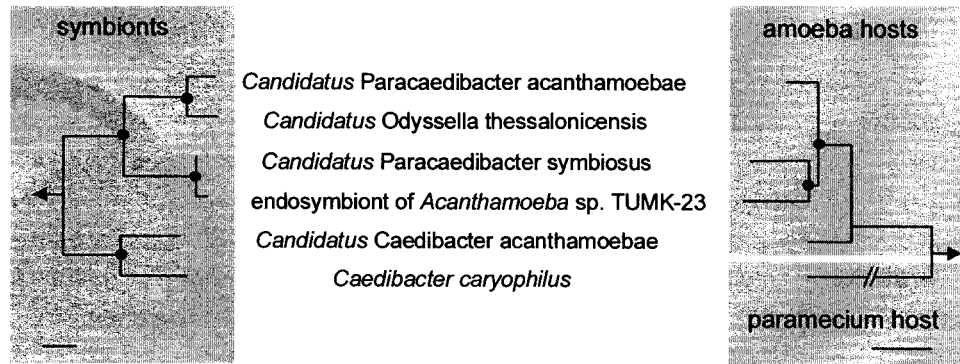 symbionts
amoeba hosts
Candidatus Paracaedibacter acanthamoebae
Candidatus Odyssella thessalonicensis
Candidatus Paracaedibacter symbiosus
endosymbiont of Acanthamoeba sp. TUMK-23
Candidatus Caedibacter acanthamoebae
Caedibacter caryophilus
paramecium host